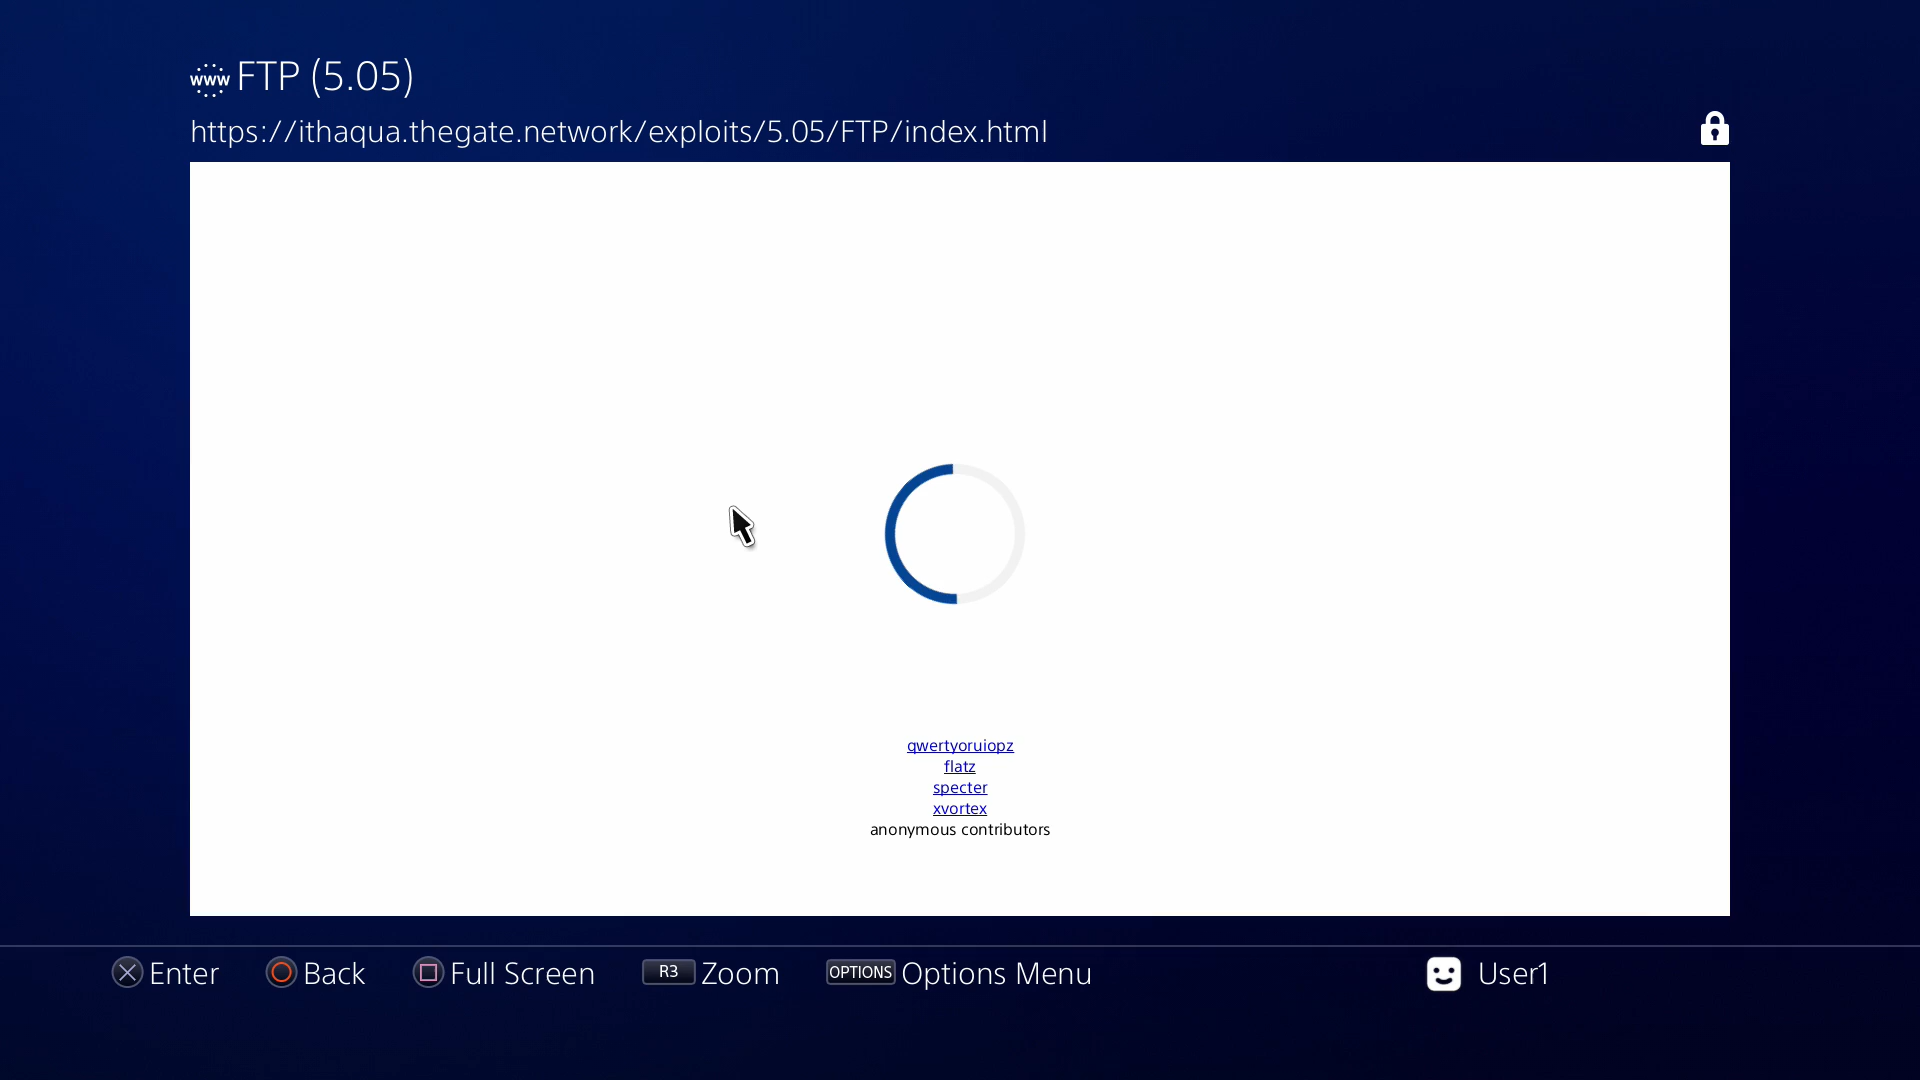 www FTP (5.05)
https://ithaqua.thegate.network/exploits/5.05/FTP/index.html
qwertyoruiopz
flatz
specter
xvortex
anonymous contributors
Enter Back Full Screen R3 Zoom OPTIONS Options Menu User1